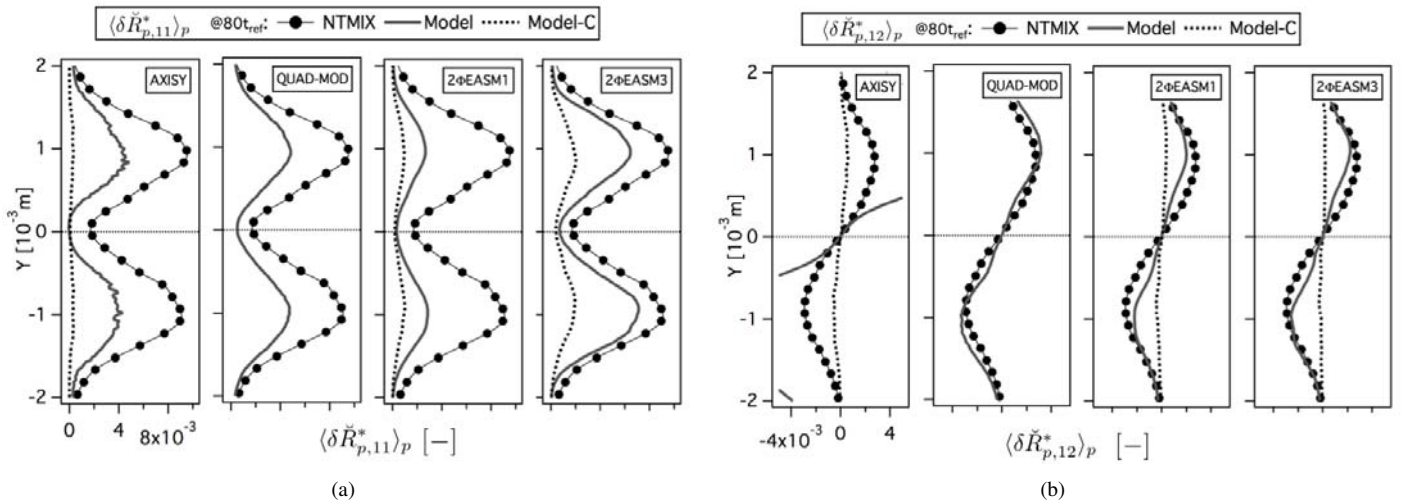 ⟨δR̆*p,11⟩p @80tref: NTMIX Model Model-C
AXISY QUAD-MOD 2ΦEASM1 2ΦEASM3
2
1
0
-1
-2
Y [10-3m]
0 4 8x10-3
⟨δR̆*p,11⟩p [−]
(a)
⟨δR̆*p,12⟩p @80tref: NTMIX Model Model-C
AXISY QUAD-MOD 2ΦEASM1 2ΦEASM3
2
1
0
-1
-2
Y [10-3m]
-4x10-3 0 4
⟨δR̆*p,12⟩p [−]
(b)